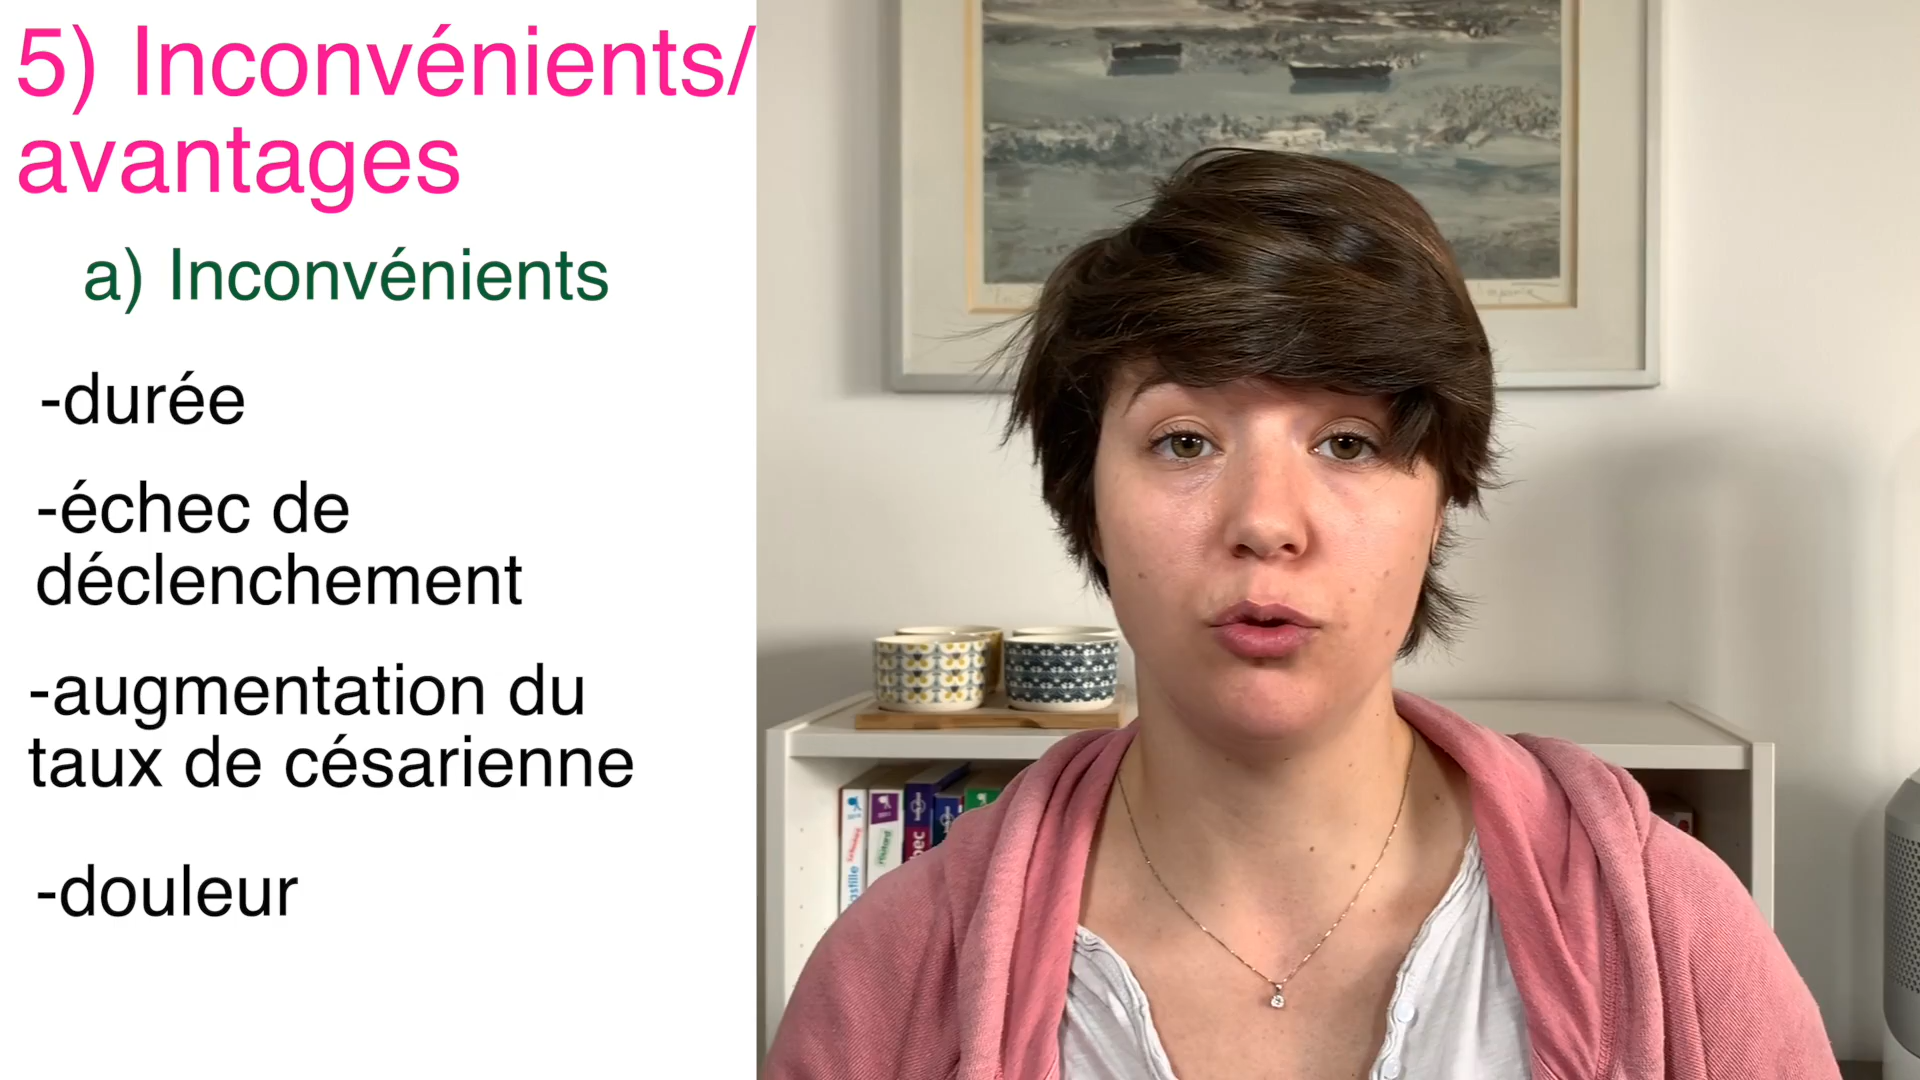 5) Inconvénients/
avantages
a) Inconvénients
-durée
-échec de
déclenchement
-augmentation du
taux de césarienne
-douleur